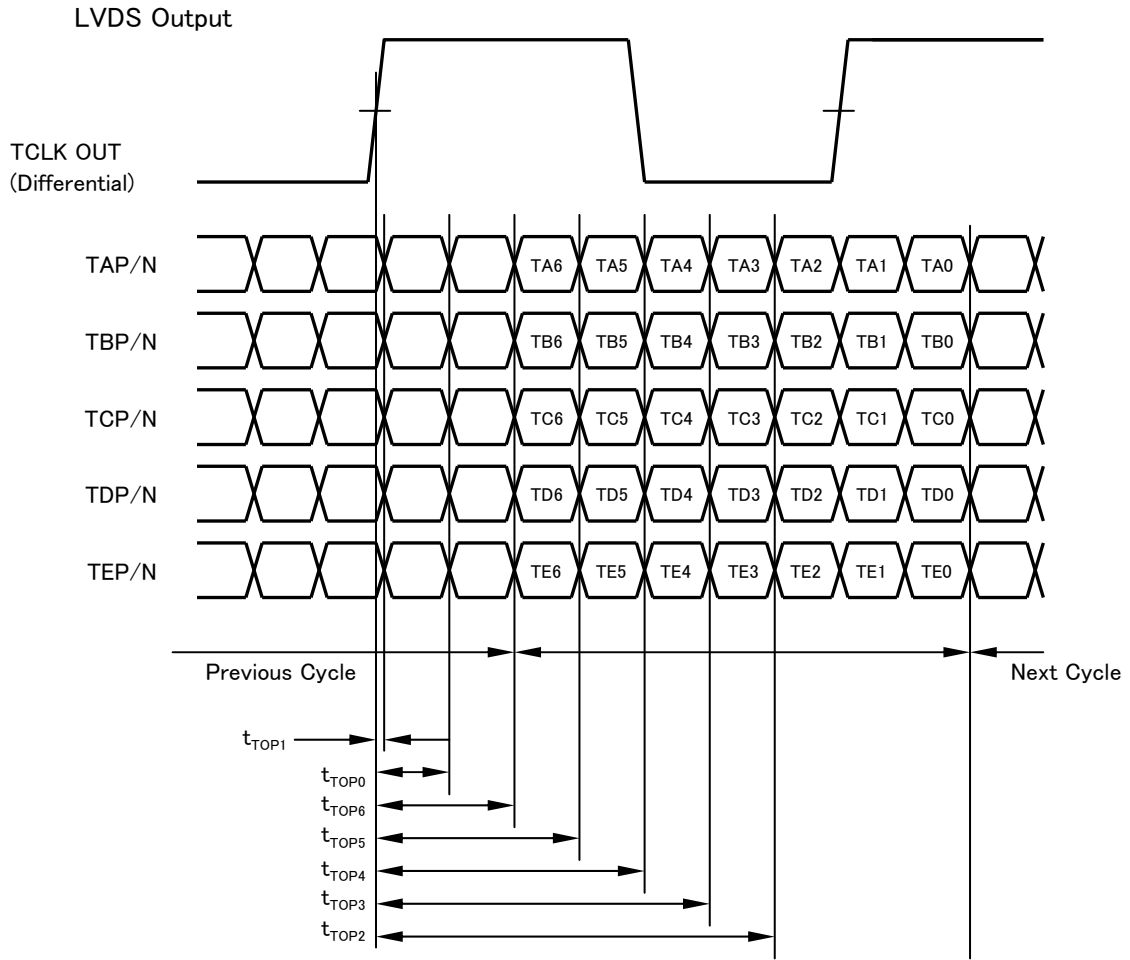 LVDS Output
TCLK OUT
(Differential)
TAP/N TA6 TA5 TA4 TA3 TA2 TA1 TA0
TBP/N TB6 TB5 TB4 TB3 TB2 TB1 TB0
TCP/N TC6 TC5 TC4 TC3 TC2 TC1 TC0
TDP/N TD6 TD5 TD4 TD3 TD2 TD1 TD0
TEP/N TE6 TE5 TE4 TE3 TE2 TE1 TE0
Previous Cycle Next Cycle
tTOP1
tTOP0
tTOP6
tTOP5
tTOP4
tTOP3
tTOP2